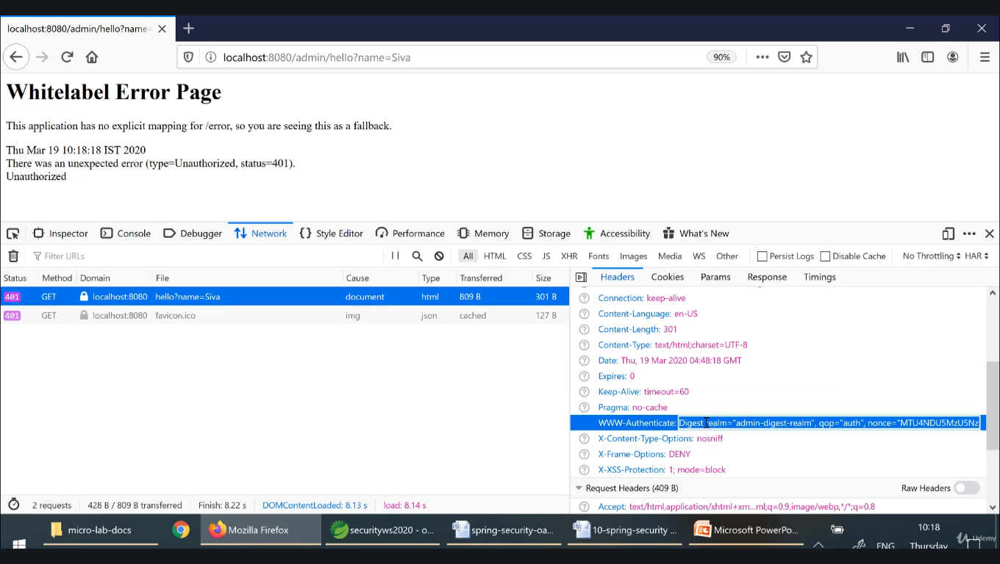 localhost:8080/admin/hello?name=
localhost:8080/admin/hello?name=Siva
90%
Whitelabel Error Page
This application has no explicit mapping for /error, so you are seeing this as a fallback.
Thu Mar 19 10:18:18 IST 2020
There was an unexpected error (type=Unauthorized, status=401).
Unauthorized
Inspector Console Debugger Network Style Editor Performance Memory Storage Accessibility What's New
Filter URLs
All HTML CSS JS XHR Fonts Images Media WS Other Persist Logs Disable Cache No Throttling HAR
Status Method Domain File Cause Type Transferred Size
401 GET localhost:8080 hello?name=Siva document html 809 B 301 B
401 GET localhost:8080 favicon.ico img json cached 127 B
Headers Cookies Params Response Timings
Connection: keep-alive
Content-Language: en-US
Content-Length: 301
Content-Type: text/html;charset=UTF-8
Date: Thu, 19 Mar 2020 04:48:18 GMT
Expires: 0
Keep-Alive: timeout=60
Pragma: no-cache
WWW-Authenticate: Digest realm="admin-digest-realm", qop="auth", nonce="MTU4NDU5MzU5Nz
X-Content-Type-Options: nosniff
X-Frame-Options: DENY
X-XSS-Protection: 1; mode=block
Request Headers (409 B) Raw Headers
Accept: text/html,application/xhtml+xm...ml;q=0.9,image/webp,*/*;q=0.8
2 requests 428 B / 809 B transferred Finish: 8.22 s DOMContentLoaded: 8.13 s load: 8.14 s
micro-lab-docs Mozilla Firefox securityws2020 - o... spring-security-oa... 10-spring-security ... Microsoft PowerPo...
10:18
ENG Thursday
Udemy